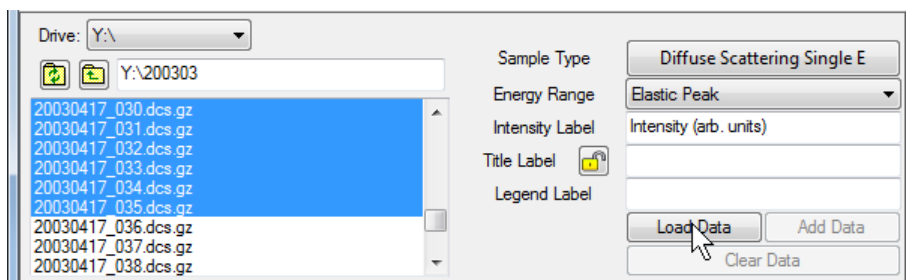 Drive: Y:\
Y:\200303
20030417_030.dcs.gz
20030417_031.dcs.gz
20030417_032.dcs.gz
20030417_033.dcs.gz
20030417_034.dcs.gz
20030417_035.dcs.gz
20030417_036.dcs.gz
20030417_037.dcs.gz
20030417_038.dcs.gz
Sample Type Diffuse Scattering Single E
Energy Range Elastic Peak
Intensity Label Intensity (arb. units)
Title Label
Legend Label
Load Data Add Data
Clear Data